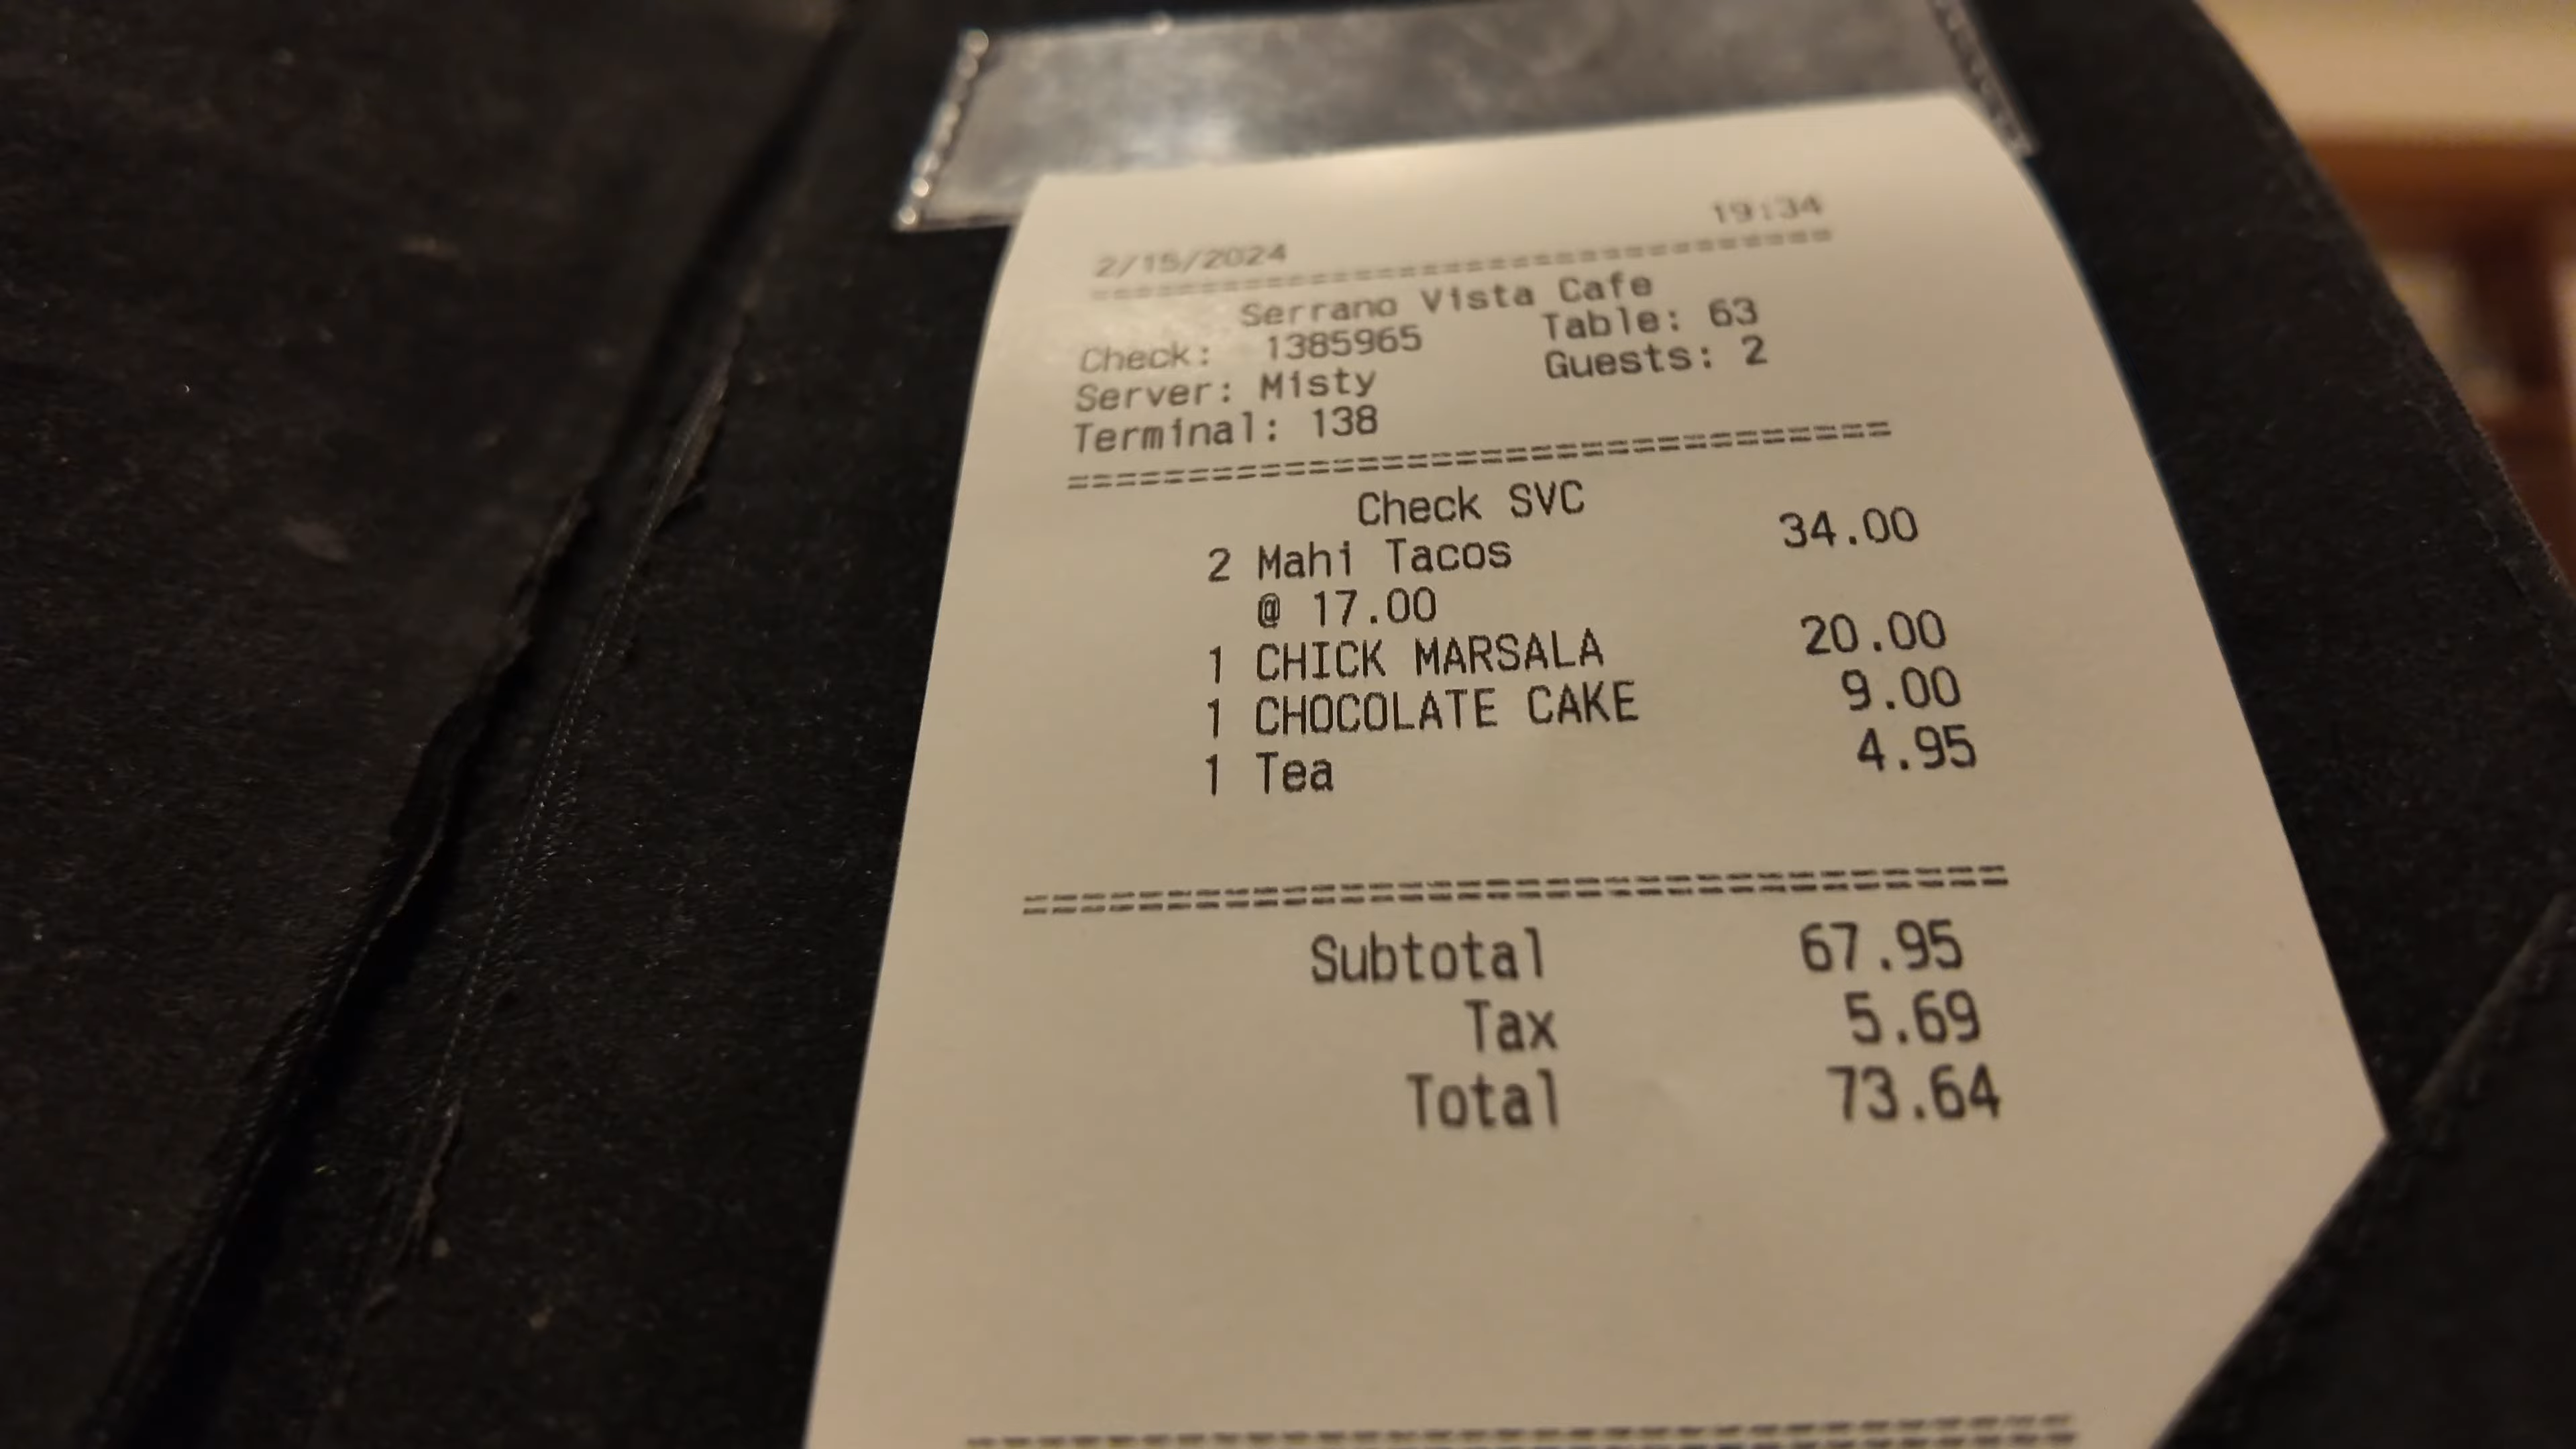 2/15/2024 19:34
==================================
Serrano Vista Cafe
Check: 1385965 Table: 63
Server: Misty Guests: 2
Terminal: 138
==================================
Check SVC
2 Mahi Tacos 34.00
@ 17.00
1 CHICK MARSALA 20.00
1 CHOCOLATE CAKE 9.00
1 Tea 4.95
==================================
Subtotal 67.95
Tax 5.69
Total 73.64
==================================